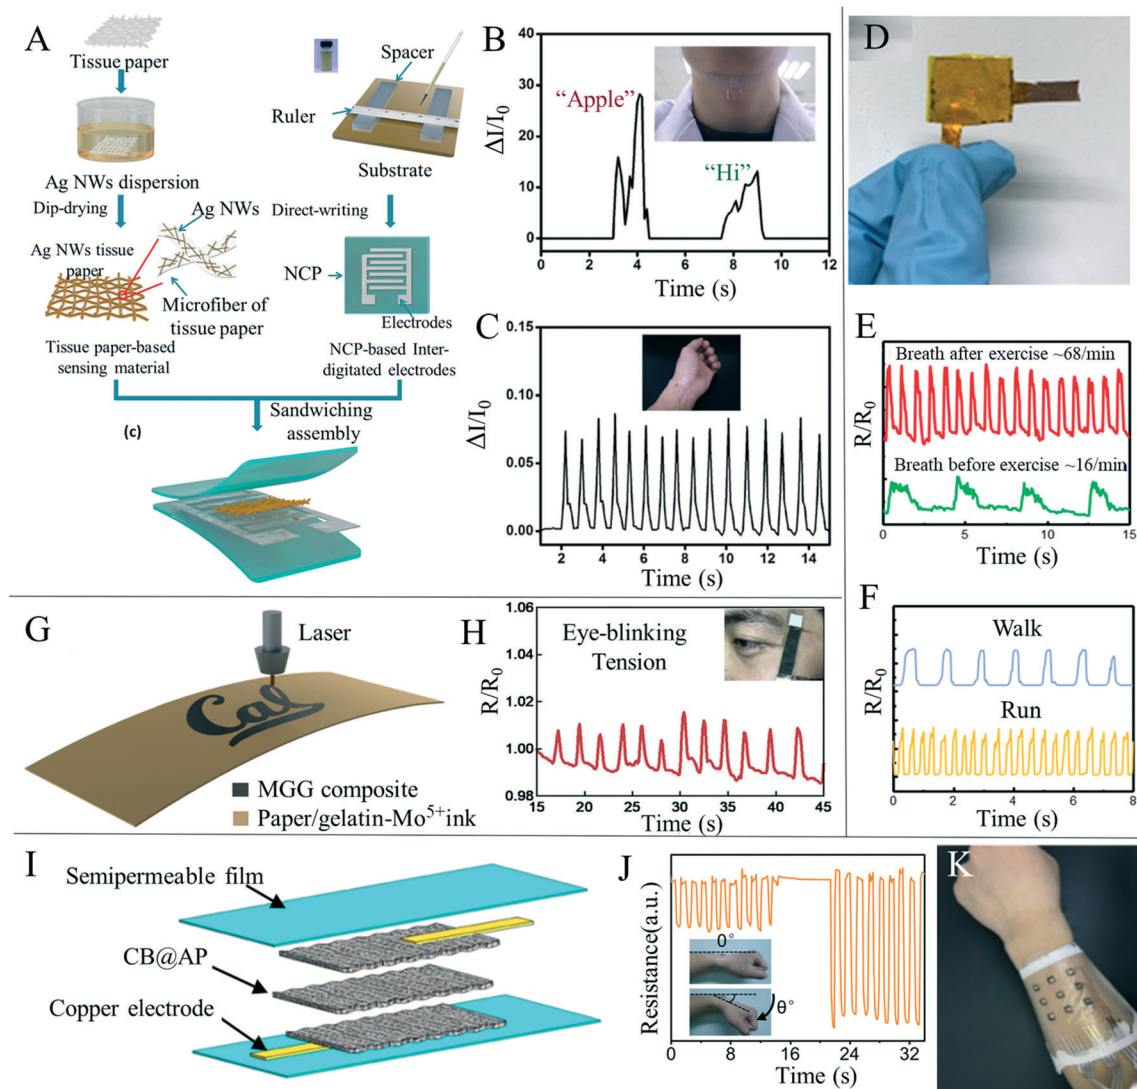 A
Tissue paper
Ag NWs dispersion
Dip-drying
Ag NWs
Ag NWs tissue
paper
Microfiber of
tissue paper
Tissue paper-based
sensing material
Spacer
Ruler
Substrate
Direct-writing
NCP
Electrodes
NCP-based Inter-
digitated electrodes
Sandwiching
assembly
(c)
B
ΔI/I₀
40
30
20
10
0
“Apple”
“Hi”
0 2 4 6 8 10 12
Time (s)
C
ΔI/I₀
0.15
0.10
0.05
0.00
2 4 6 8 10 12 14
Time (s)
D
E
Breath after exercise ~68/min
Breath before exercise ~16/min
R/R₀
0 5 10 15
Time (s)
F
Walk
Run
R/R₀
0 2 4 6 8
Time (s)
G
Laser
Cal
MGG composite
Paper/gelatin-Mo⁵⁺ink
H
Eye-blinking
Tension
R/R₀
1.06
1.04
1.02
1.00
0.98
15 20 25 30 35 40 45
Time (s)
I
Semipermeable film
CB@AP
Copper electrode
J
Resistance(a.u.)
0°
θ°
0 4 8 12 16 20 24 28 32
Time (s)
K